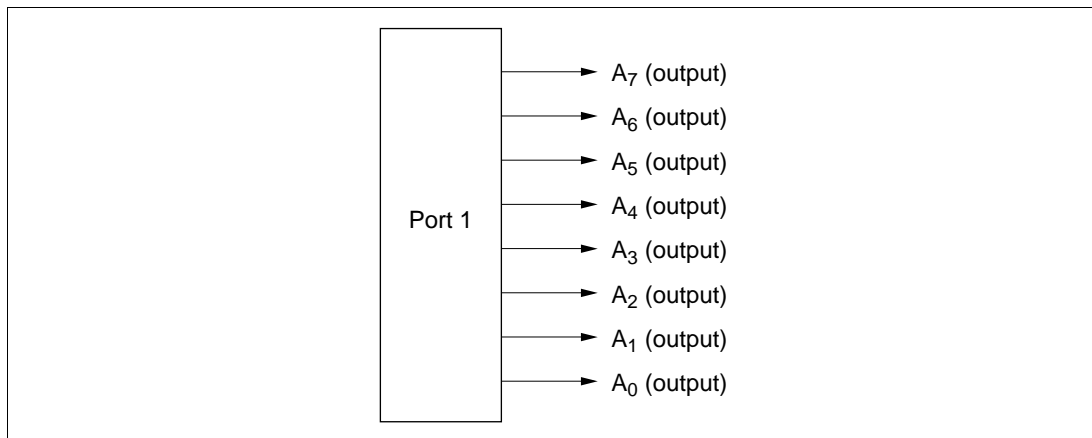 A7 (output)
A6 (output)
A5 (output)
A4 (output)
Port 1
A3 (output)
A2 (output)
A1 (output)
A0 (output)